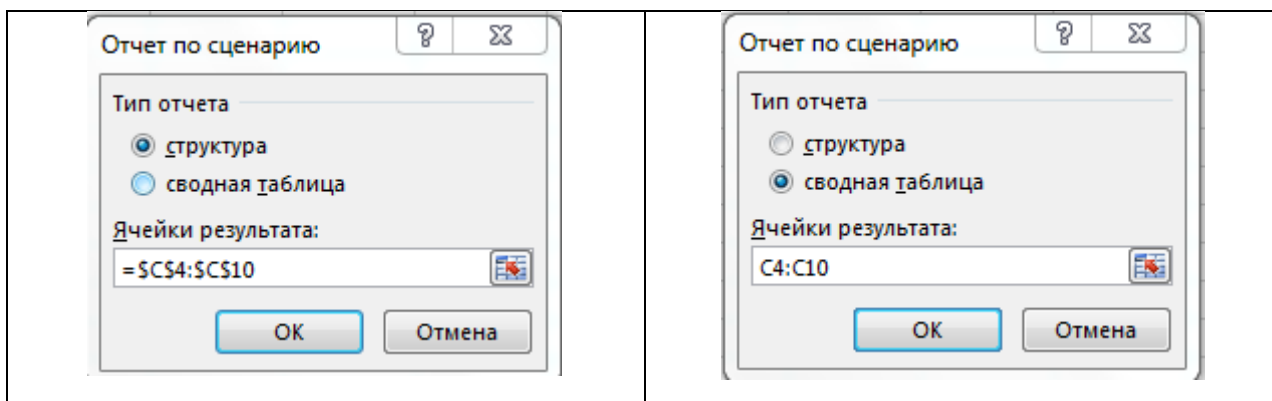 Отчет по сценарию
Тип отчета
структура
сводная таблица
Ячейки результата:
=$C$4:$C$10
ОК
Отмена
Отчет по сценарию
Тип отчета
структура
сводная таблица
Ячейки результата:
C4:C10
ОК
Отмена